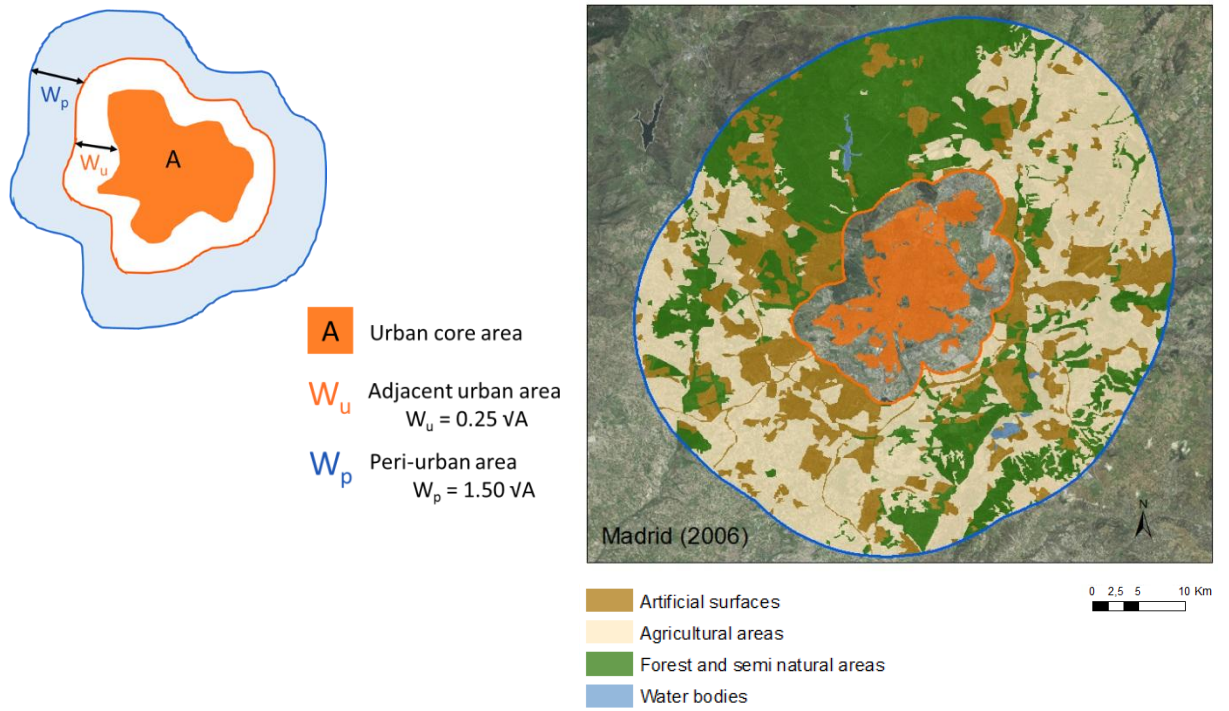 Wp
Wu
A
A Urban core area
Wu Adjacent urban area
Wu = 0.25 √A
Wp Peri-urban area
Wp = 1.50 √A
Madrid (2006)
N
Artificial surfaces
Agricultural areas
Forest and semi natural areas
Water bodies
0 2,5 5 10 Km